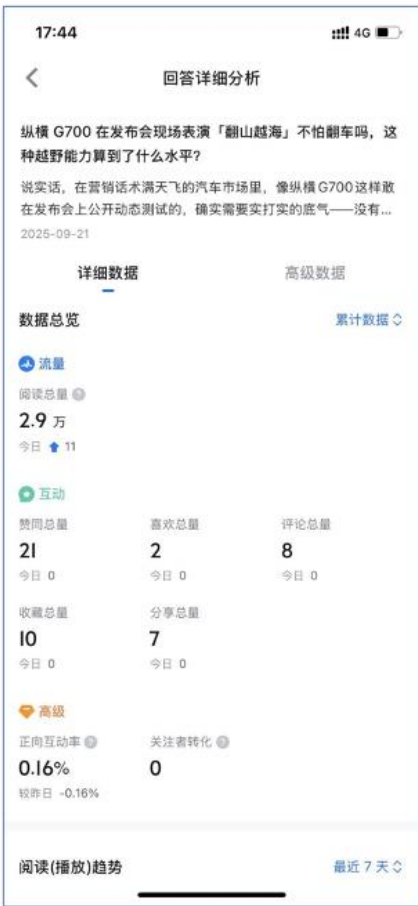 17:44 4G
回答详细分析
纵横 G700 在发布会现场表演「翻山越海」不怕翻车吗，这
种越野能力算到了什么水平？
说实话，在营销话术满天飞的汽车市场里，像纵横G700这样敢
在发布会上公开动态测试的，确实需要实打实的底气——没有...
2025-09-21
详细数据 高级数据
数据总览 累计数据
流量
阅读总量
2.9 万
今日 11
互动
赞同总量 喜欢总量 评论总量
21 2 8
今日 0 今日 0 今日 0
收藏总量 分享总量
10 7
今日 0 今日 0
高级
正向互动率 关注者转化
0.16% 0
较昨日 -0.16%
阅读(播放)趋势 最近 7 天